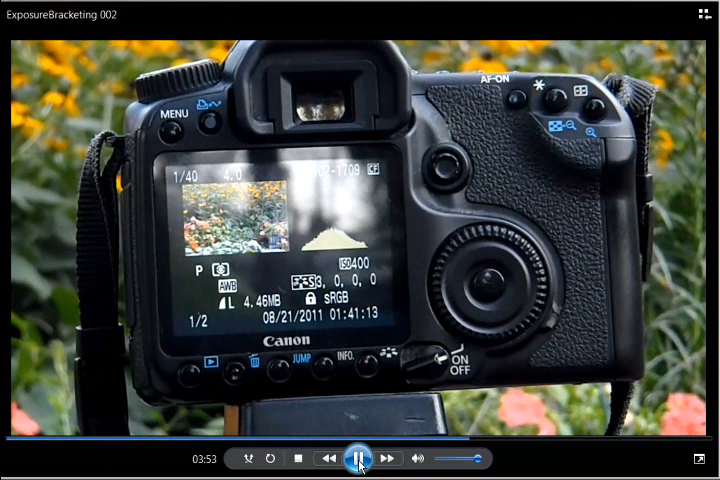 ExposureBracketing 002
AF-ON
MENU
1/40 4.0 02-1709 CF
P ISO400
AWB 3, 0, 0, 0
L 4.46MB sRGB
1/2 08/21/2011 01:41:13
Canon
JUMP INFO.
ON
OFF
03:53